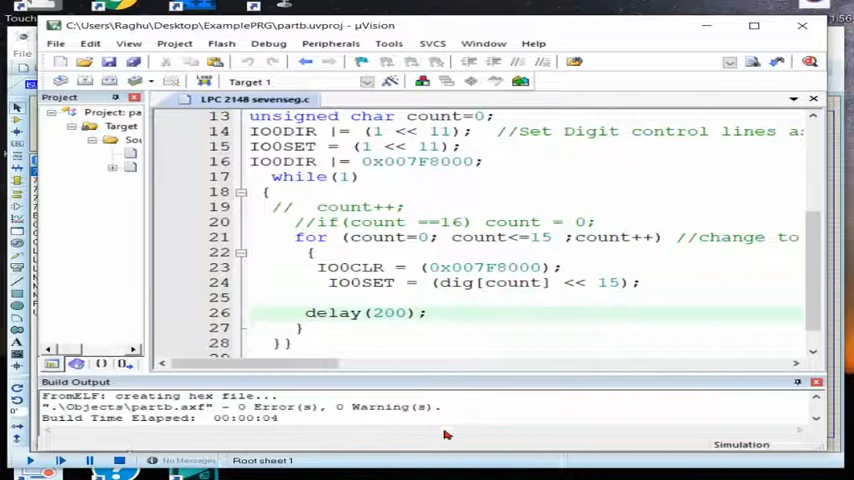 Touch
1.56
C:\Users\Raghu\Desktop\ExamplePRG\partb.uvproj - µVision
File Edit View Project Flash Debug Peripherals Tools SVCS Window Help
Target 1
Project
LPC 2148 sevenseg.c
Project: pa
Target
Sou
13 unsigned char count=0;
14 IO0DIR |= (1 << 11); //Set Digit control lines a
15 IO0SET = (1 << 11);
16 IO0DIR |= 0x007F8000;
17 while(1)
18 {
19 // count++;
20 //if(count ==16) count = 0;
21 for (count=0; count<=15 ;count++) //change to
22 {
23 IO0CLR = (0x007F8000);
24 IO0SET = (dig[count] << 15);
25
26 delay(200);
27 }
28 }}
Build Output
FromELF: creating hex file...
".\Objects\partb.axf" - 0 Error(s), 0 Warning(s).
Build Time Elapsed: 00:00:04
Simulation
No Messages
Root sheet 1